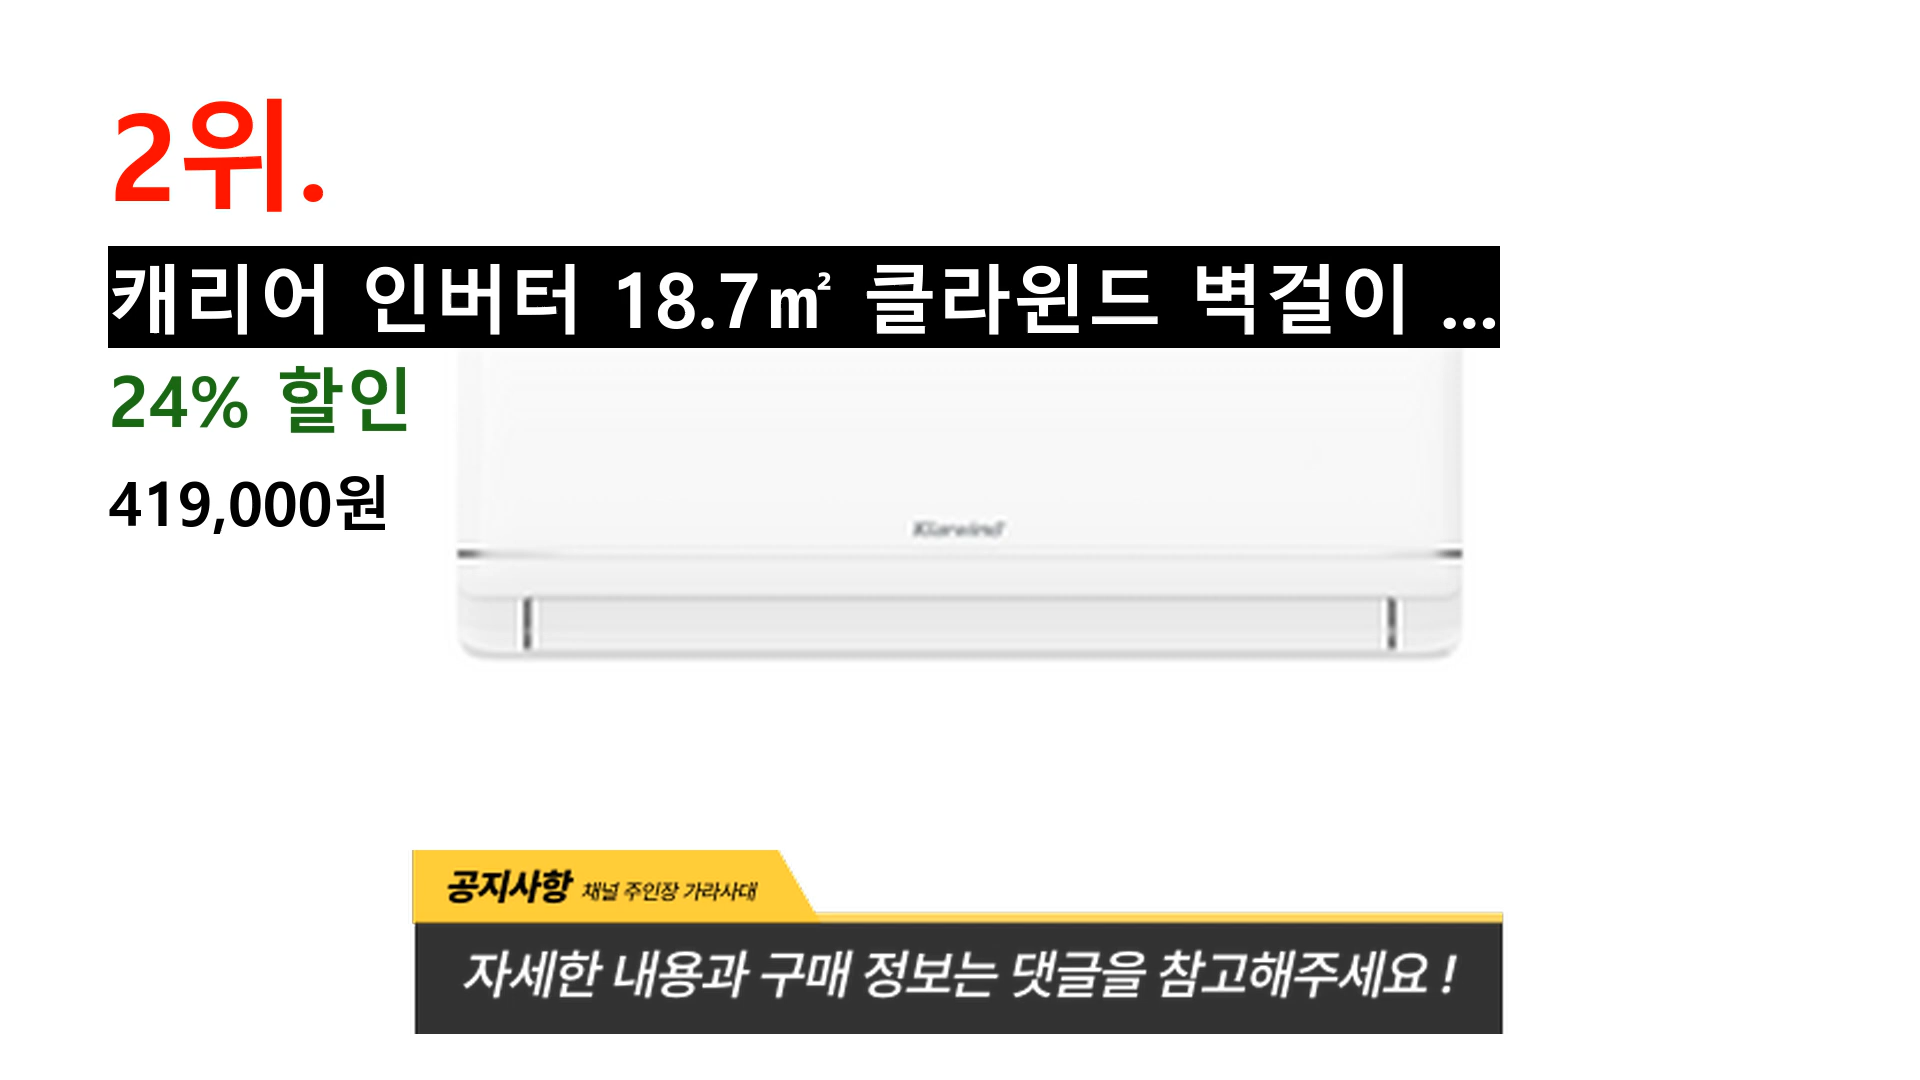 2위.
캐리어 인버터 18.7㎡ 클라윈드 벽걸이 ...
24% 할인
419,000원
Klarwind
공지사항 채널 주인장 가라사대
자세한 내용과 구매 정보는 댓글을 참고해주세요 !